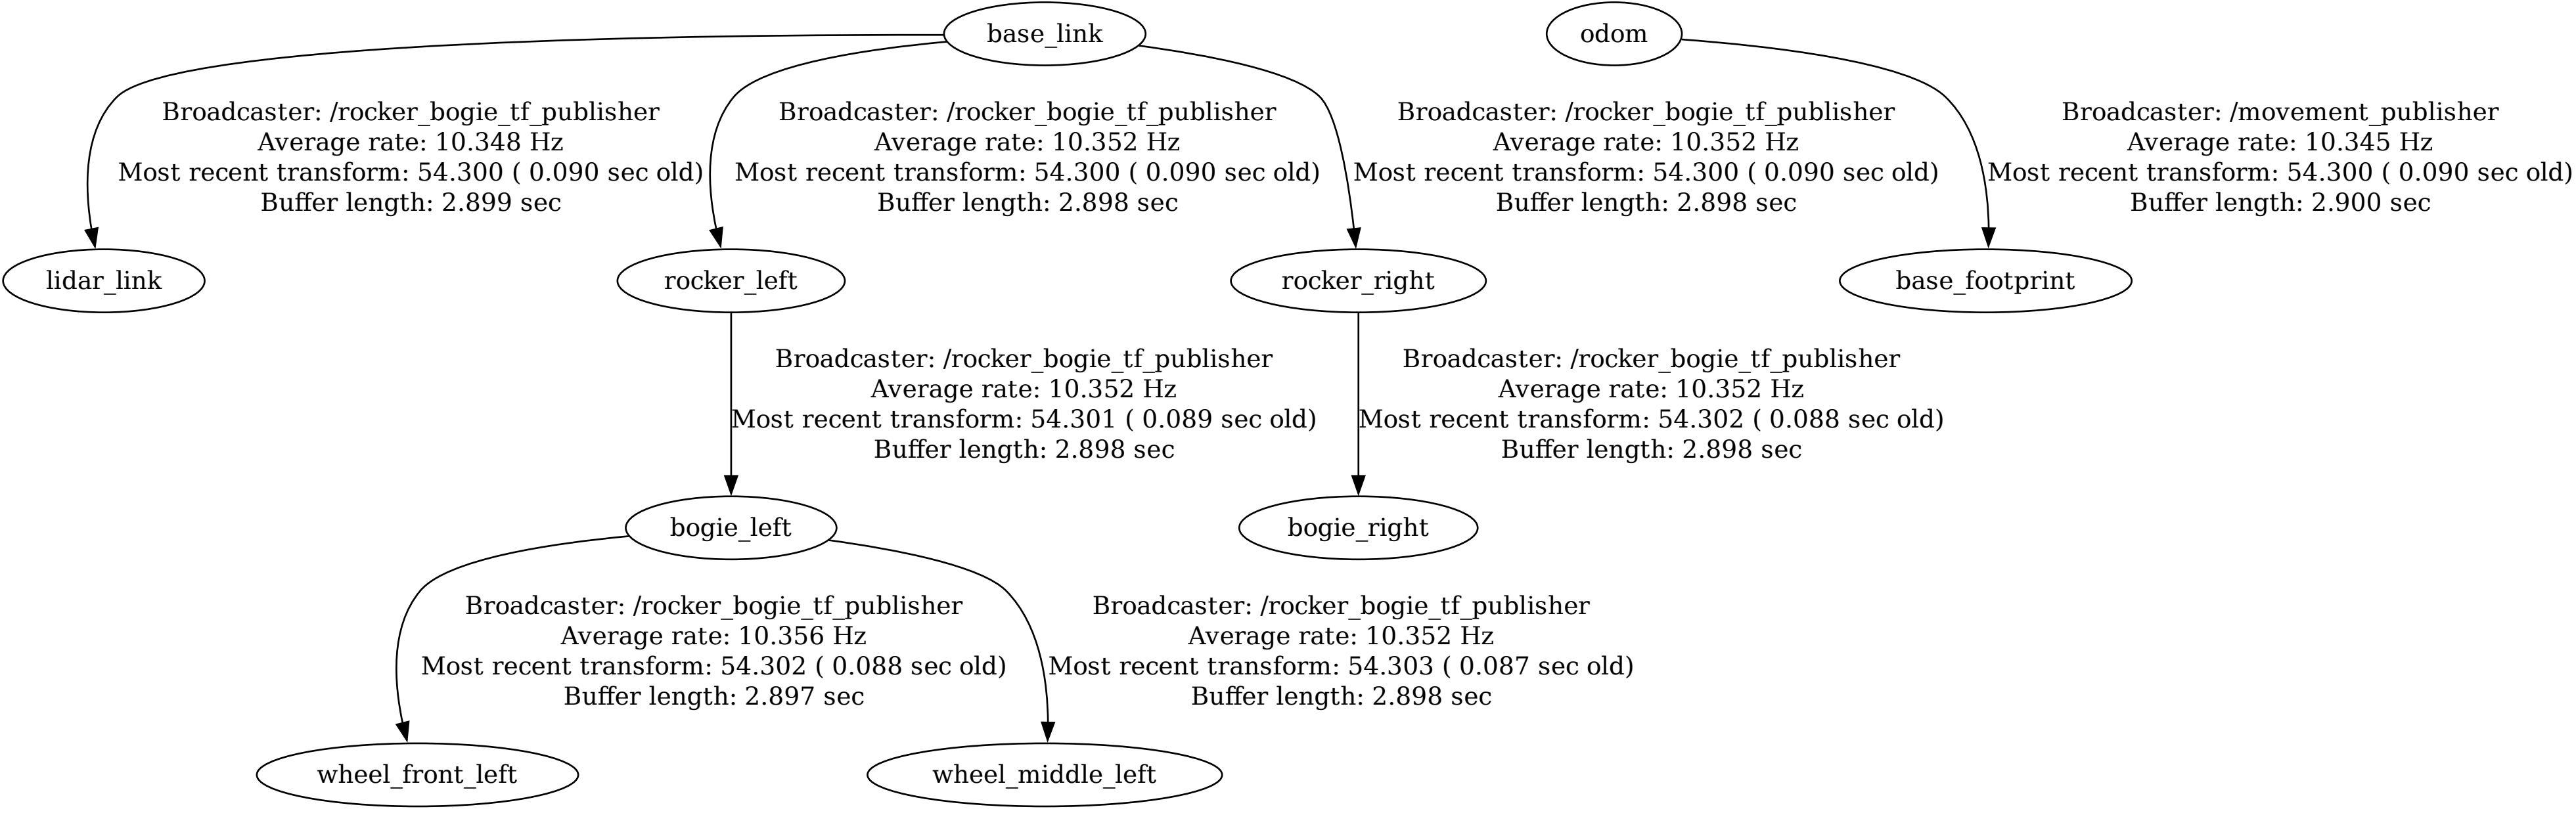 base_link
odom
Broadcaster: /rocker_bogie_tf_publisher
Average rate: 10.348 Hz
Most recent transform: 54.300 ( 0.090 sec old)
Buffer length: 2.899 sec
Broadcaster: /rocker_bogie_tf_publisher
Average rate: 10.352 Hz
Most recent transform: 54.300 ( 0.090 sec old)
Buffer length: 2.898 sec
Broadcaster: /rocker_bogie_tf_publisher
Average rate: 10.352 Hz
Most recent transform: 54.300 ( 0.090 sec old)
Buffer length: 2.898 sec
Broadcaster: /movement_publisher
Average rate: 10.345 Hz
Most recent transform: 54.300 ( 0.090 sec old)
Buffer length: 2.900 sec
lidar_link
rocker_left
rocker_right
base_footprint
Broadcaster: /rocker_bogie_tf_publisher
Average rate: 10.352 Hz
Most recent transform: 54.301 ( 0.089 sec old)
Buffer length: 2.898 sec
Broadcaster: /rocker_bogie_tf_publisher
Average rate: 10.352 Hz
Most recent transform: 54.302 ( 0.088 sec old)
Buffer length: 2.898 sec
bogie_left
bogie_right
Broadcaster: /rocker_bogie_tf_publisher
Average rate: 10.356 Hz
Most recent transform: 54.302 ( 0.088 sec old)
Buffer length: 2.897 sec
Broadcaster: /rocker_bogie_tf_publisher
Average rate: 10.352 Hz
Most recent transform: 54.303 ( 0.087 sec old)
Buffer length: 2.898 sec
wheel_front_left
wheel_middle_left